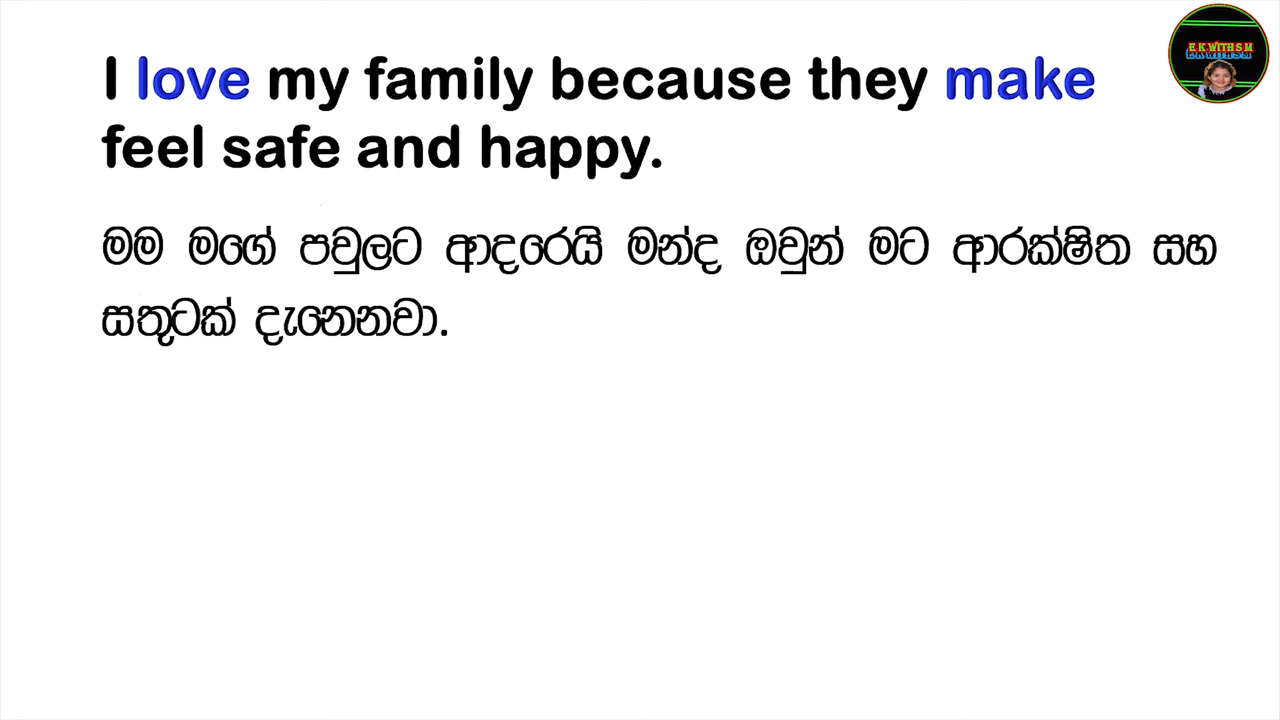 I love my family because they make
feel safe and happy.
මම මගේ පවුලට ආදරෙයි මන්ද ඔවුන් මට ආරක්ෂිත සහ
සතුටක් දැනෙනවා.
E K WITH S M